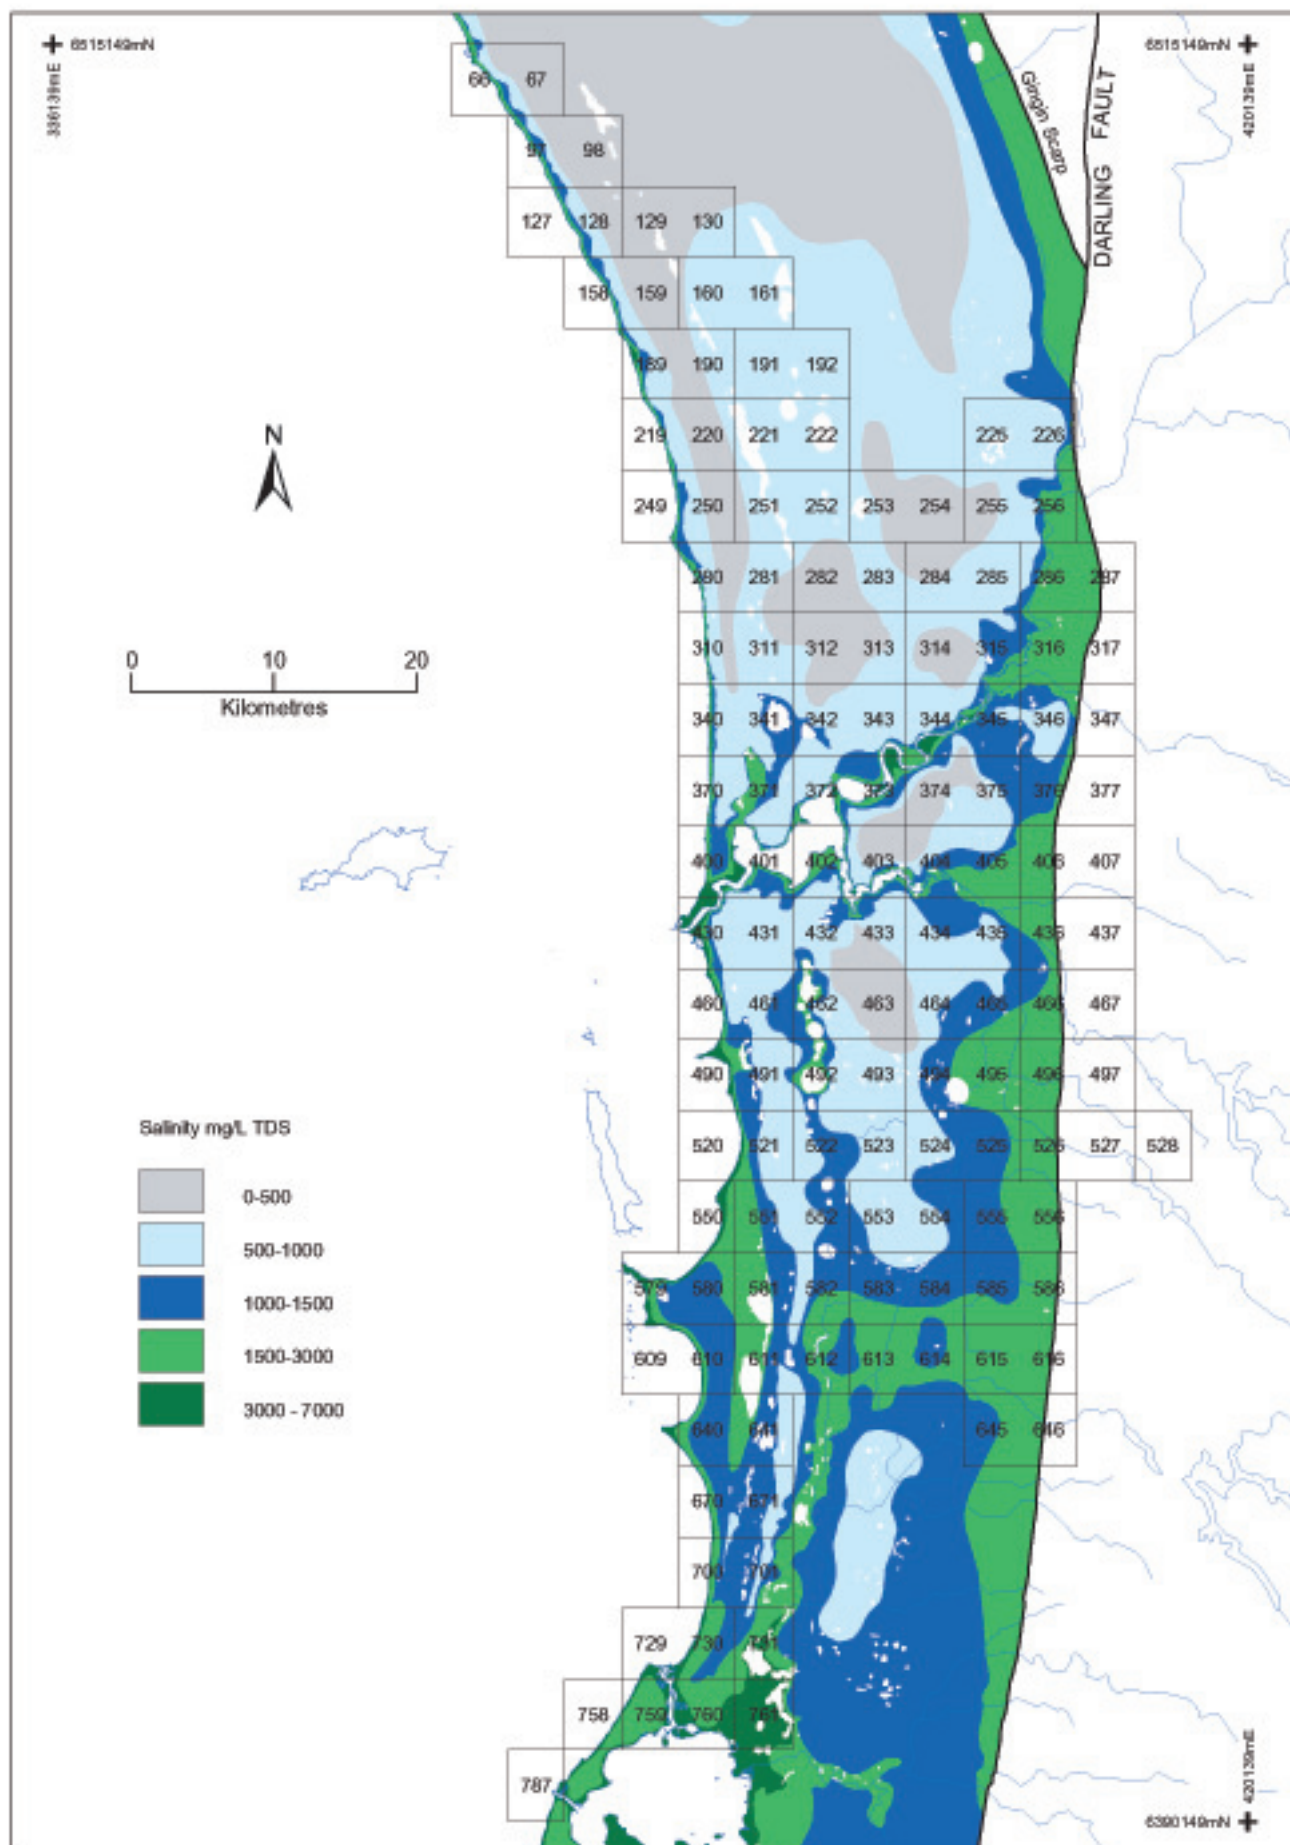 6515149mN
6515149mN
336139mE
420139mE
Gingin Scarp
DARLING FAULT
66 67
97 98
127 128 129 130
158 159 160 161
189 190 191 192
219 220 221 222 225 226
N
249 250 251 252 253 254 255 256
280 281 282 283 284 285 286 287
310 311 312 313 314 315 316 317
0 10 20
Kilometres
340 341 342 343 344 345 346 347
370 371 372 373 374 375 376 377
400 401 402 403 404 405 406 407
430 431 432 433 434 435 436 437
460 461 462 463 464 465 466 467
490 491 492 493 494 495 496 497
Salinity mg/L TDS
520 521 522 523 524 525 526 527 528
0-500
550 551 552 553 554 555 556
500-1000
579 580 581 582 583 584 585 586
1000-1500
609 610 611 612 613 614 615 616
1500-3000
3000 - 7000
640 641 645 646
670 671
700 701
729 730 731
758 759 760 761
787
420139mE
6390149mN